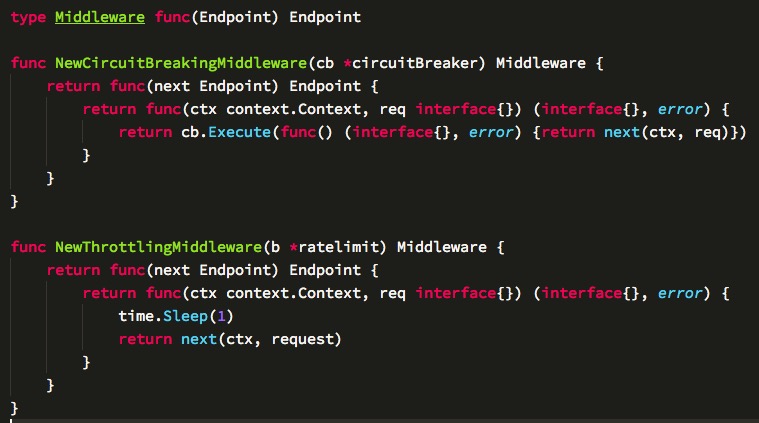 type Middleware func(Endpoint) Endpoint

func NewCircuitBreakingMiddleware(cb *circuitBreaker) Middleware {
    return func(next Endpoint) Endpoint {
        return func(ctx context.Context, req interface{}) (interface{}, error) {
            return cb.Execute(func() (interface{}, error) {return next(ctx, req)})
        }
    }
}

func NewThrottlingMiddleware(b *ratelimit) Middleware {
    return func(next Endpoint) Endpoint {
        return func(ctx context.Context, req interface{}) (interface{}, error) {
            time.Sleep(1)
            return next(ctx, request)
        }
    }
}